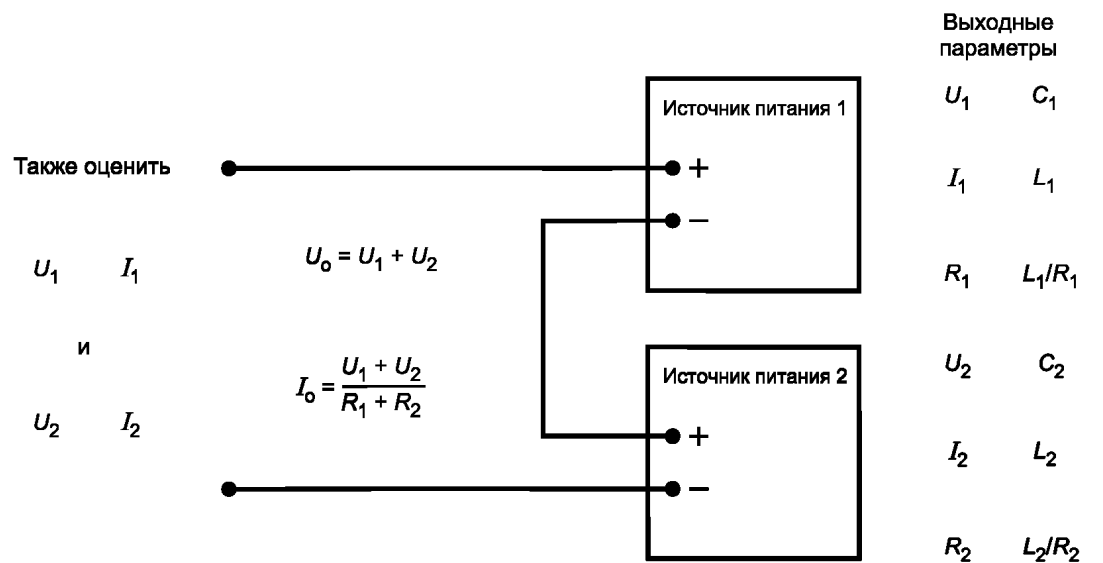 Выходные
параметры
Источник питания 1
U₁ C₁
Также оценить
+
I₁ L₁
−
U₁ I₁
Uₒ = U₁ + U₂
R₁ L₁/R₁
и
Источник питания 2
U₂ C₂
Iₒ = (U₁ + U₂)/(R₁ + R₂)
U₂ I₂
+
I₂ L₂
−
R₂ L₂/R₂